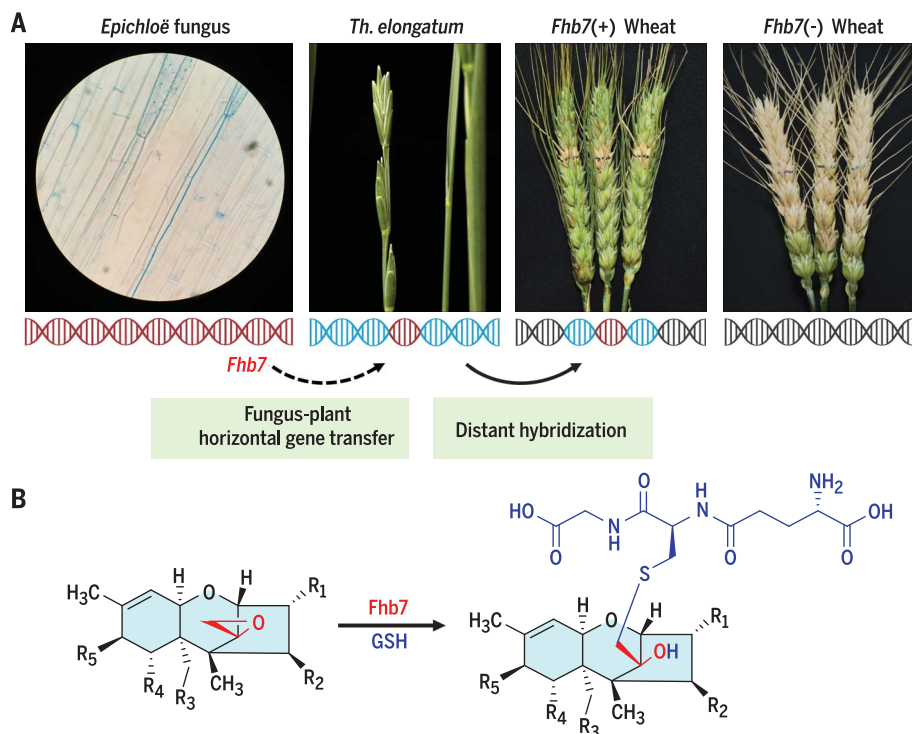 A
Epichloë fungus
Th. elongatum
Fhb7(+) Wheat
Fhb7(-) Wheat
Fhb7
Fungus-plant
horizontal gene transfer
Distant hybridization
B
H3C
H
O
H
R1
O
R5
R4
R3
CH3
R2
Fhb7
GSH
HO
O
N
H
O
H
N
O
NH2
OH
O
S
H3C
H
O
H
R1
OH
R5
R4
R3
CH3
R2